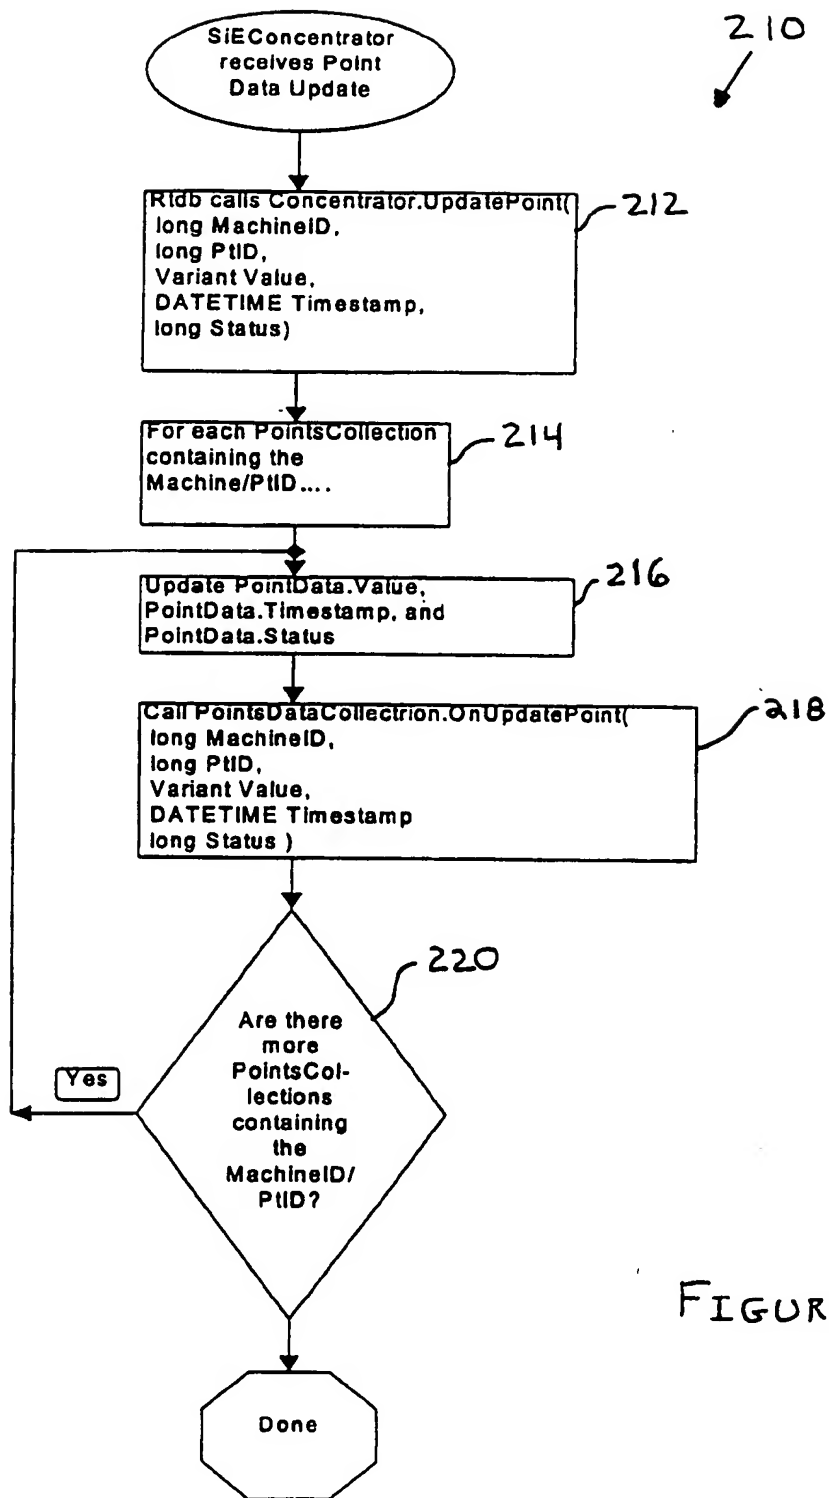 210
SiEConcentrator
receives Point
Data Update
Rtdb calls Concentrator.UpdatePoint(
long MachineID,
long PtID,
Variant Value,
DATETIME Timestamp,
long Status)
212
For each PointsCollection
containing the
Machine/PtID....
214
Update PointData.Value,
PointData.Timestamp, and
PointData.Status
216
Call PointsDataCollectrion.OnUpdatePoint(
long MachineID,
long PtID,
Variant Value,
DATETIME Timestamp
long Status )
218
220
Are there
more
PointsCol-
lections
containing
the
MachineID/
PtID?
Yes
FIGUR
Done